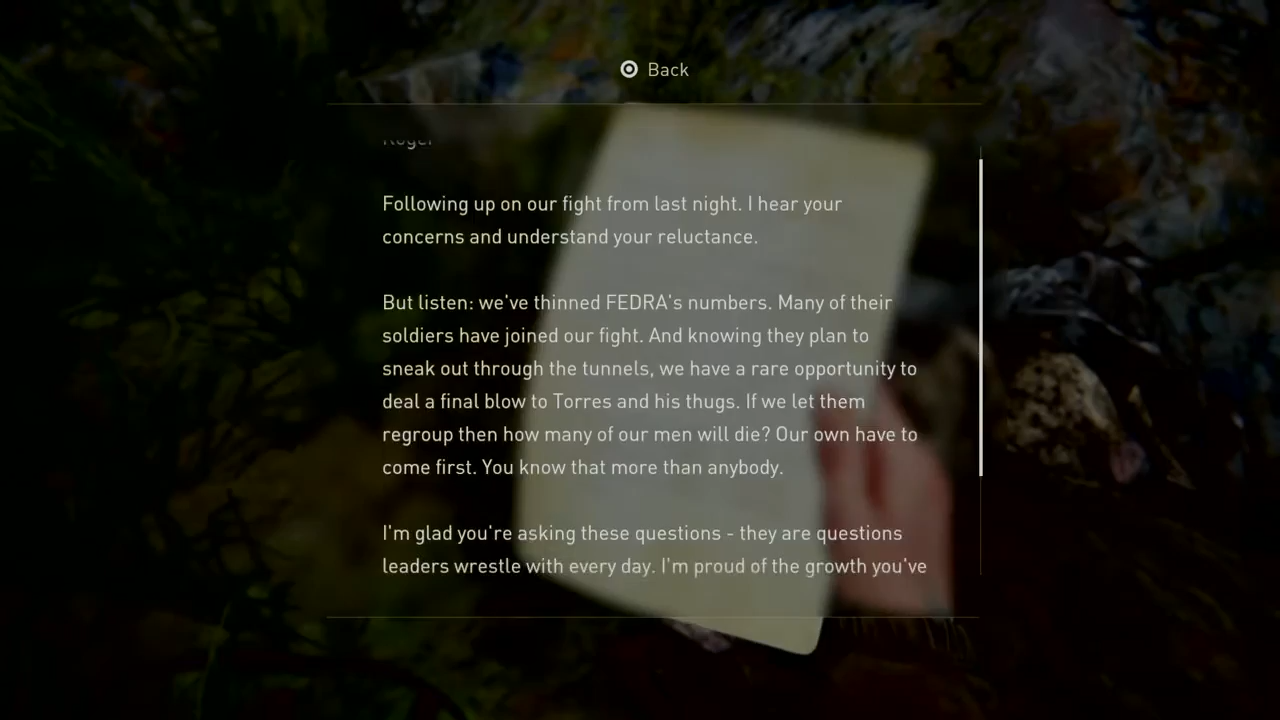 Back
Roger
Following up on our fight from last night. I hear your
concerns and understand your reluctance.
But listen: we've thinned FEDRA's numbers. Many of their
soldiers have joined our fight. And knowing they plan to
sneak out through the tunnels, we have a rare opportunity to
deal a final blow to Torres and his thugs. If we let them
regroup then how many of our men will die? Our own have to
come first. You know that more than anybody.
I'm glad you're asking these questions - they are questions
leaders wrestle with every day. I'm proud of the growth you've